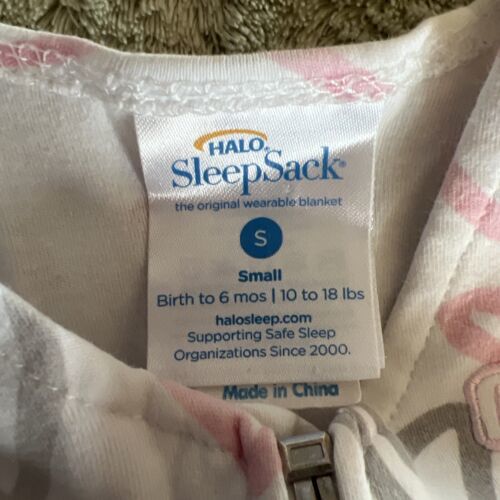 HALO®
SleepSack®
the original wearable blanket
S
Small
Birth to 6 mos | 10 to 18 lbs
halosleep.com
Supporting Safe Sleep
Organizations Since 2000.
Made in China